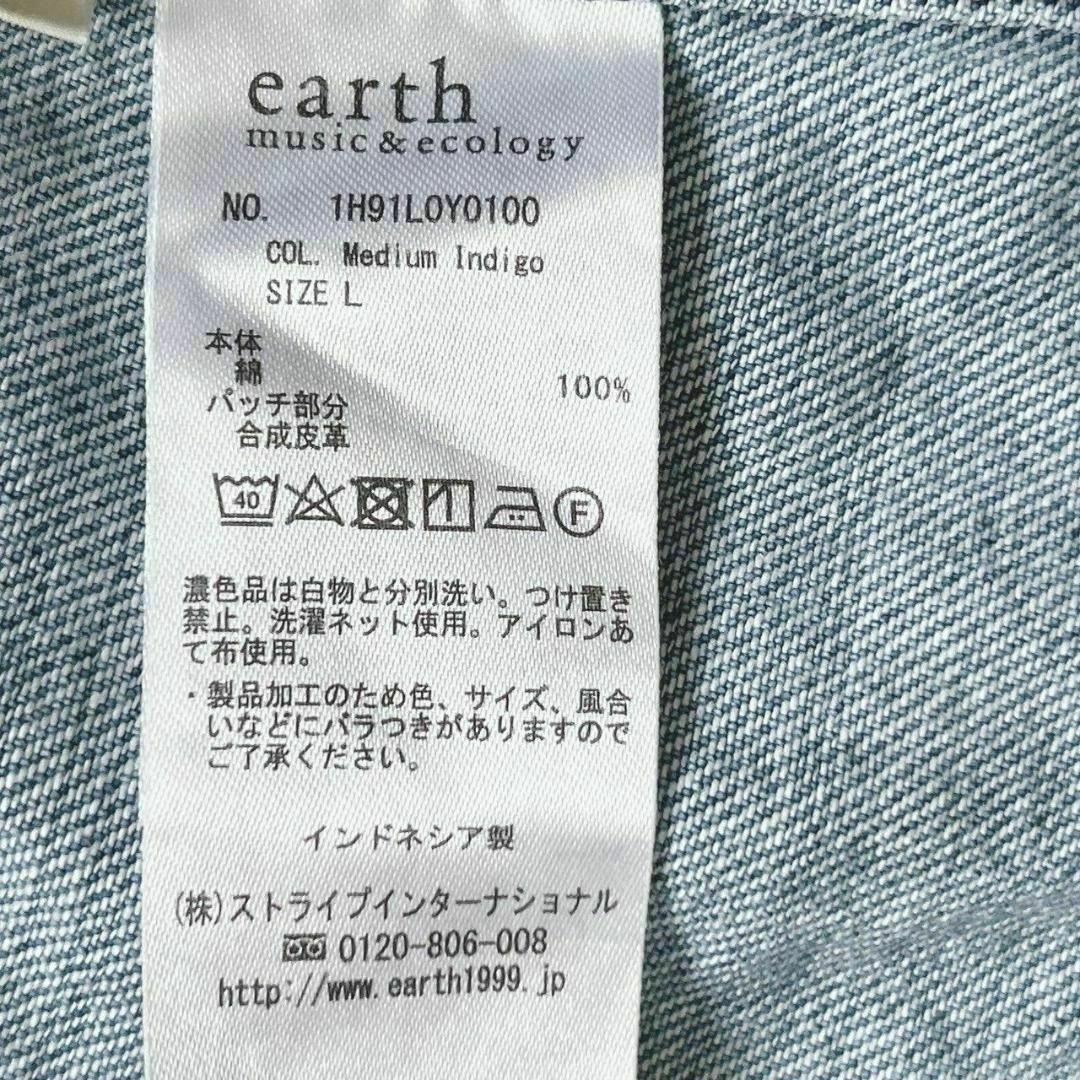 earth
music & ecology
NO. 1H91L0Y0100
COL. Medium Indigo
SIZE L
本体
綿 100%
パッチ部分
合成皮革
40 F
濃色品は白物と分別洗い。つけ置き
禁止。洗濯ネット使用。アイロンあ
て布使用。
・製品加工のため色、サイズ、風合
いなどにバラつきがありますので
ご了承ください。
インドネシア製
(株)ストライプインターナショナル
0120-806-008
http://www.earth1999.jp